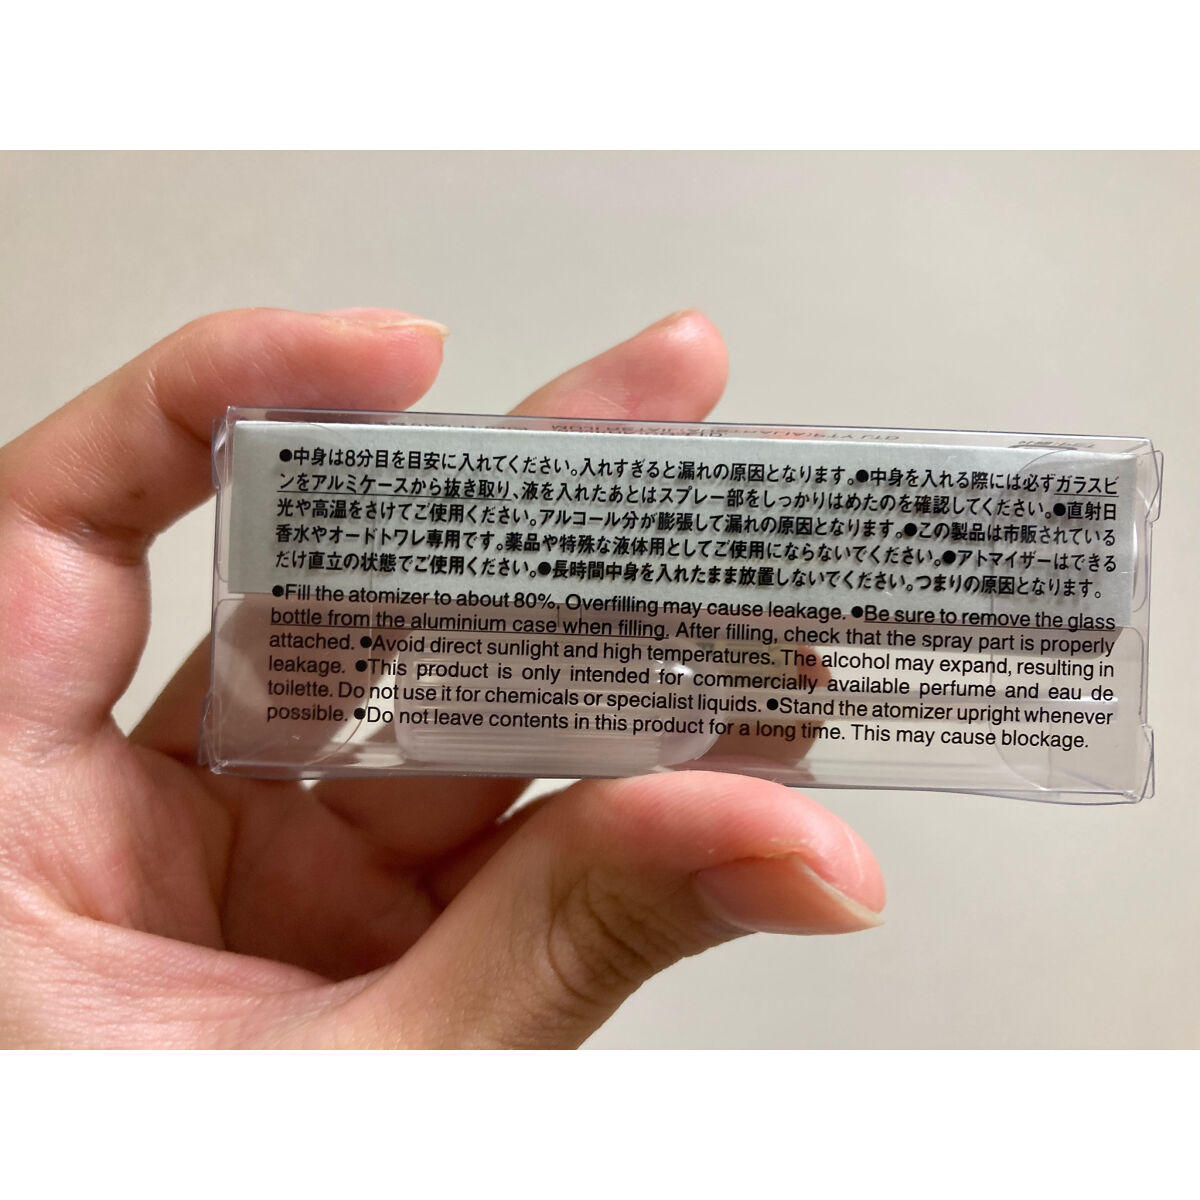 ●中身は8分目を目安に入れてください。入れすぎると漏れの原因となります。●中身を入れる際には必ずガラスビ
ンをアルミケースから抜き取り、液を入れたあとはスプレー部をしっかりはめたのを確認してください。●直射日
光や高温をさけてご使用ください。アルコール分が膨張して漏れの原因となります。●この製品は市販されている
香水やオードトワレ専用です。薬品や特殊な液体用としてご使用にならないでください。●アトマイザーはできる
だけ直立の状態でご使用ください。●長時間中身を入れたまま放置しないでください。つまりの原因となります。
●Fill the atomizer to about 80%. Overfilling may cause leakage. ●Be sure to remove the glass
bottle from the aluminium case when filling. After filling, check that the spray part is properly
attached. ●Avoid direct sunlight and high temperatures. The alcohol may expand, resulting in
leakage. ●This product is only intended for commercially available perfume and eau de
toilette. Do not use it for chemicals or specialist liquids. ●Stand the atomizer upright whenever
possible. ●Do not leave contents in this product for a long time. This may cause blockage.